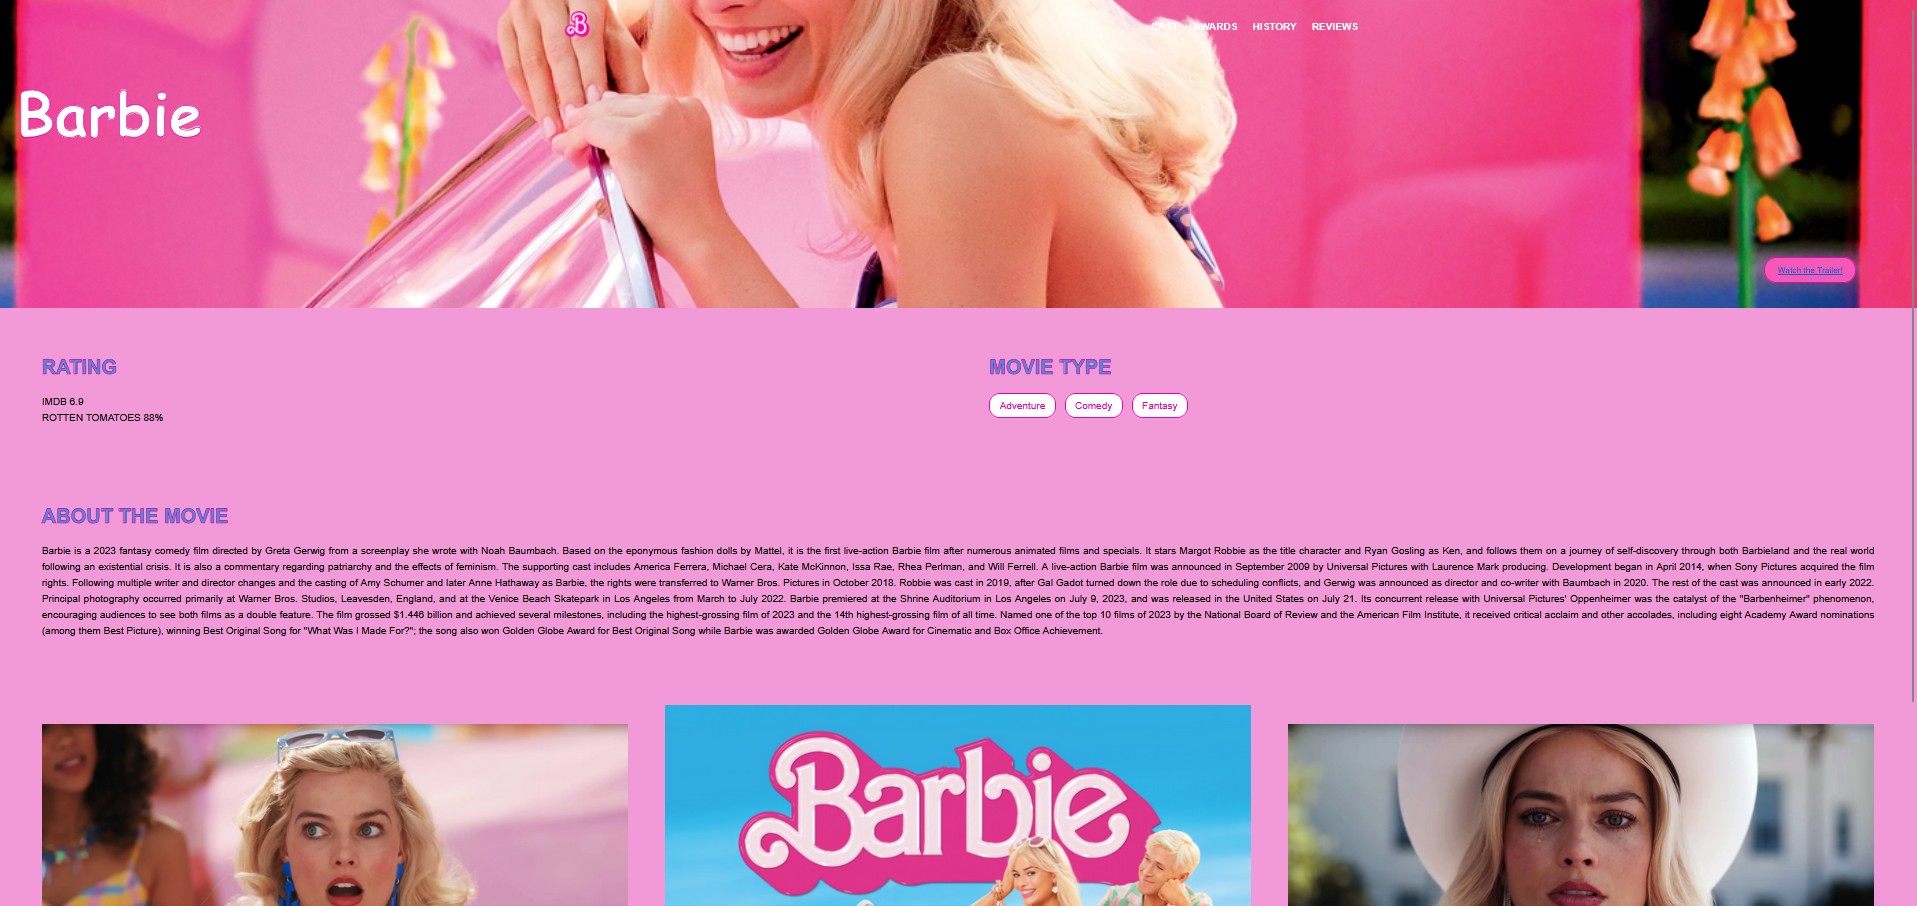 B
CAST AWARDS HISTORY REVIEWS
Barbie
Watch the Trailer!
RATING
IMDB 6.9
ROTTEN TOMATOES 88%
MOVIE TYPE
Adventure Comedy Fantasy
ABOUT THE MOVIE
Barbie is a 2023 fantasy comedy film directed by Greta Gerwig from a screenplay she wrote with Noah Baumbach. Based on the eponymous fashion dolls by Mattel, it is the first live-action Barbie film after numerous animated films and specials. It stars Margot Robbie as the title character and Ryan Gosling as Ken, and follows them on a journey of self-discovery through both Barbieland and the real world
following an existential crisis. It is also a commentary regarding patriarchy and the effects of feminism. The supporting cast includes America Ferrera, Michael Cera, Kate McKinnon, Issa Rae, Rhea Perlman, and Will Ferrell. A live-action Barbie film was announced in September 2009 by Universal Pictures with Laurence Mark producing. Development began in April 2014, when Sony Pictures acquired the film
rights. Following multiple writer and director changes and the casting of Amy Schumer and later Anne Hathaway as Barbie, the rights were transferred to Warner Bros. Pictures in October 2018. Robbie was cast in 2019, after Gal Gadot turned down the role due to scheduling conflicts, and Gerwig was announced as director and co-writer with Baumbach in 2020. The rest of the cast was announced in early 2022.
Principal photography occurred primarily at Warner Bros. Studios, Leavesden, England, and at the Venice Beach Skatepark in Los Angeles from March to July 2022. Barbie premiered at the Shrine Auditorium in Los Angeles on July 9, 2023, and was released in the United States on July 21. Its concurrent release with Universal Pictures' Oppenheimer was the catalyst of the "Barbenheimer" phenomenon,
encouraging audiences to see both films as a double feature. The film grossed $1.446 billion and achieved several milestones, including the highest-grossing film of 2023 and the 14th highest-grossing film of all time. Named one of the top 10 films of 2023 by the National Board of Review and the American Film Institute, it received critical acclaim and other accolades, including eight Academy Award nominations
(among them Best Picture), winning Best Original Song for "What Was I Made For?"; the song also won Golden Globe Award for Best Original Song while Barbie was awarded Golden Globe Award for Cinematic and Box Office Achievement.
Barbie